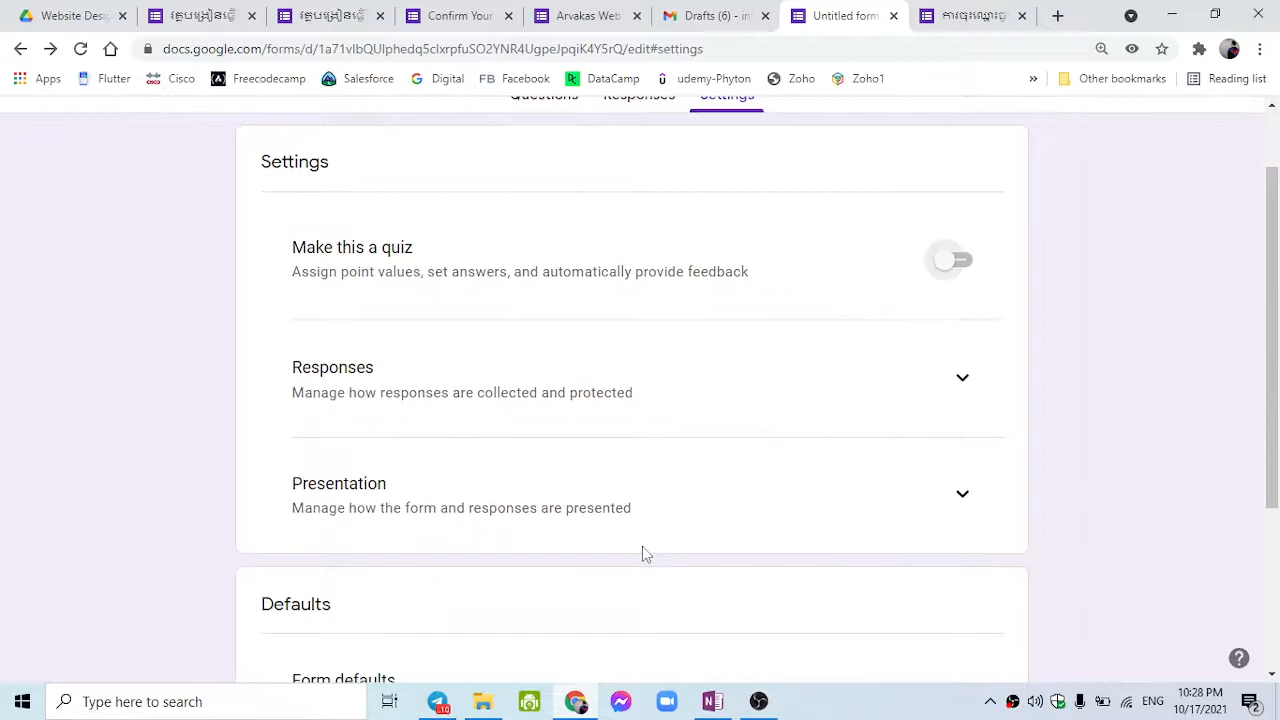 Website Design
Confirm Your
Arvakas Web
Drafts (6) - in
Untitled form
docs.google.com/forms/d/1a71vlbQUIphedq5clxrpfuSO2YNR4UgpeJpqiK4Y5rQ/edit#settings
Apps
Flutter
Cisco
Freecodecamp
Salesforce
Digital
FB Facebook
DataCamp
udemy-Phyton
Zoho
Zoho1
»
Other bookmarks
Reading list
Questions
Responses
Settings
Settings
Make this a quiz
Assign point values, set answers, and automatically provide feedback
Responses
Manage how responses are collected and protected
Presentation
Manage how the form and responses are presented
Defaults
Form defaults
Type here to search
10
ENG
10:28 PM
10/17/2021
2